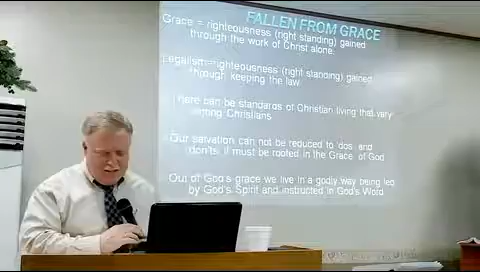 FALLEN FROM GRACE
Grace = righteousness (right standing) gained
through the work of Christ alone.
Legalism=righteousness (right standing) gained
through keeping the law
There can be standards of Christian living that vary
Christians
Our salvation can not be reduced to 'dos' and
don'ts, it must be rooted in the Grace of God
Out of God's grace we live in a godly way being led
by God's Spirit and instructed in God's Word